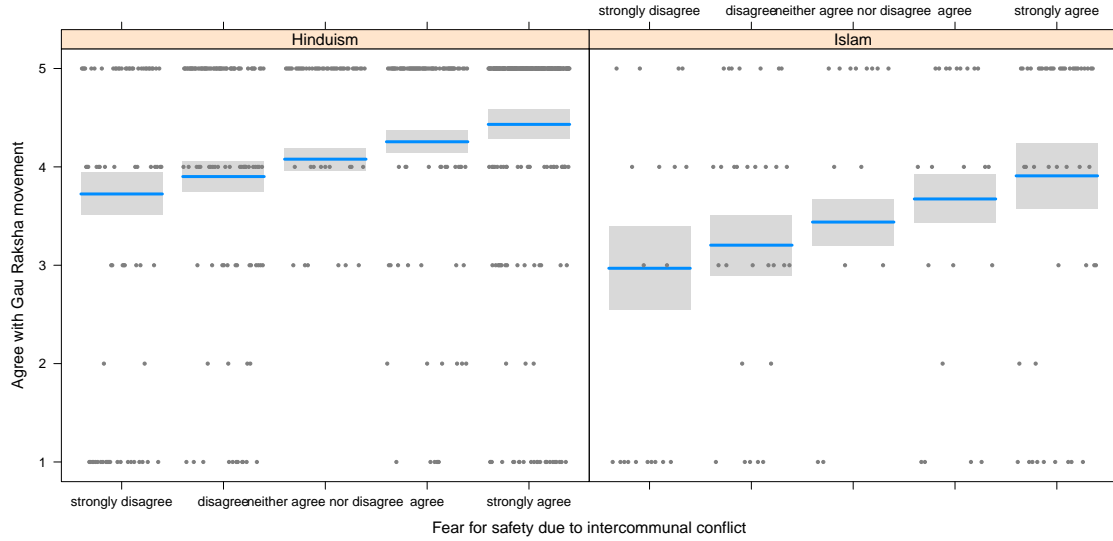 strongly disagree disagree neither agree nor disagree agree strongly agree
Hinduism Islam
5
4
3
2
1
Agree with Gau Raksha movement
strongly disagree disagree neither agree nor disagree agree strongly agree
Fear for safety due to intercommunal conflict